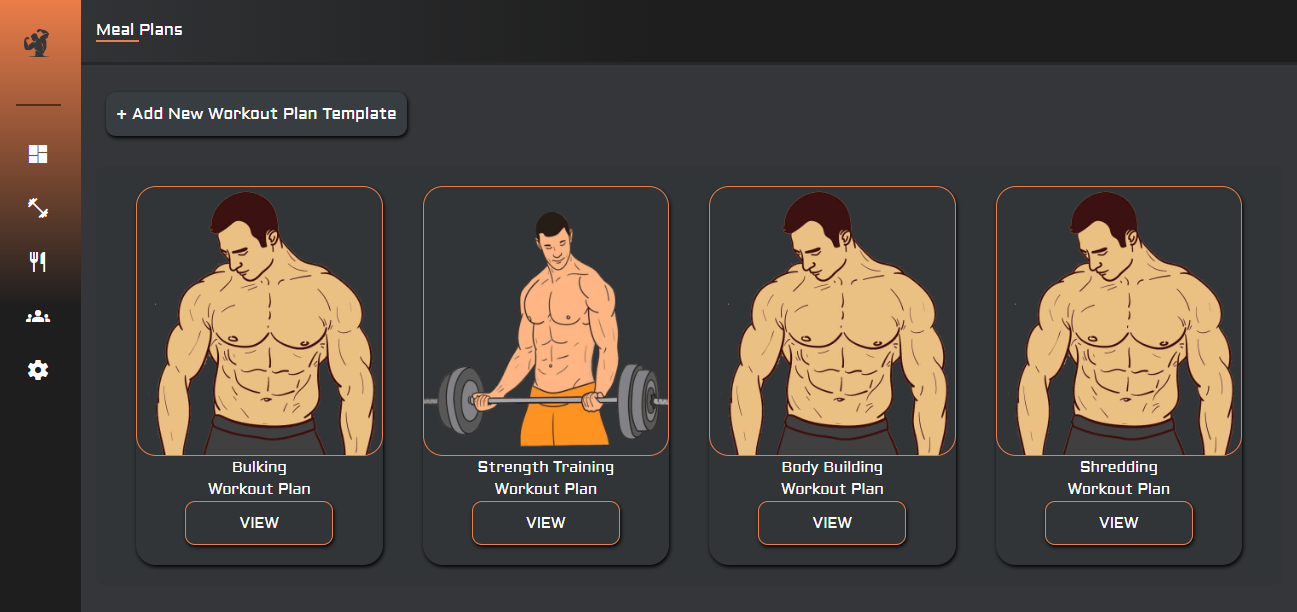 Meal Plans
+ Add New Workout Plan Template
Bulking
Workout Plan
VIEW
Strength Training
Workout Plan
VIEW
Body Building
Workout Plan
VIEW
Shredding
Workout Plan
VIEW